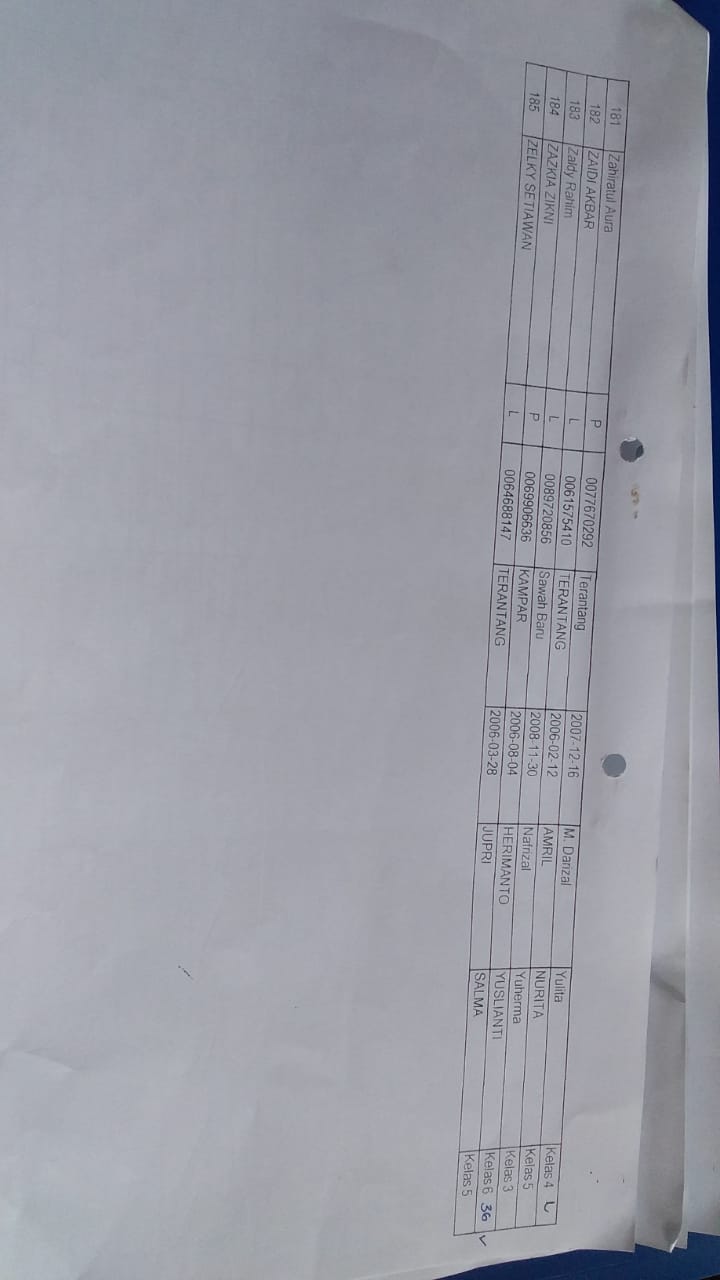 181 Zahiratul Aura P 0077670292 Terantang 2007-12-16 M. Darizal Yulita Kelas 4
182 ZAIDI AKBAR L 0061575410 TERANTANG 2006-02-12 AMRIL NURITA Kelas 5
183 Zaldy Rahim L 0089720856 Sawah Baru 2008-11-30 Nafrizal Yuherma Kelas 3
184 ZAZKIA ZIKNI P 0069906636 KAMPAR 2006-08-04 HERIMANTO YUSLIANTI Kelas 6 36 ✓
185 ZELKY SETIAWAN L 0064688147 TERANTANG 2006-03-28 JUPRI SALMA Kelas 5